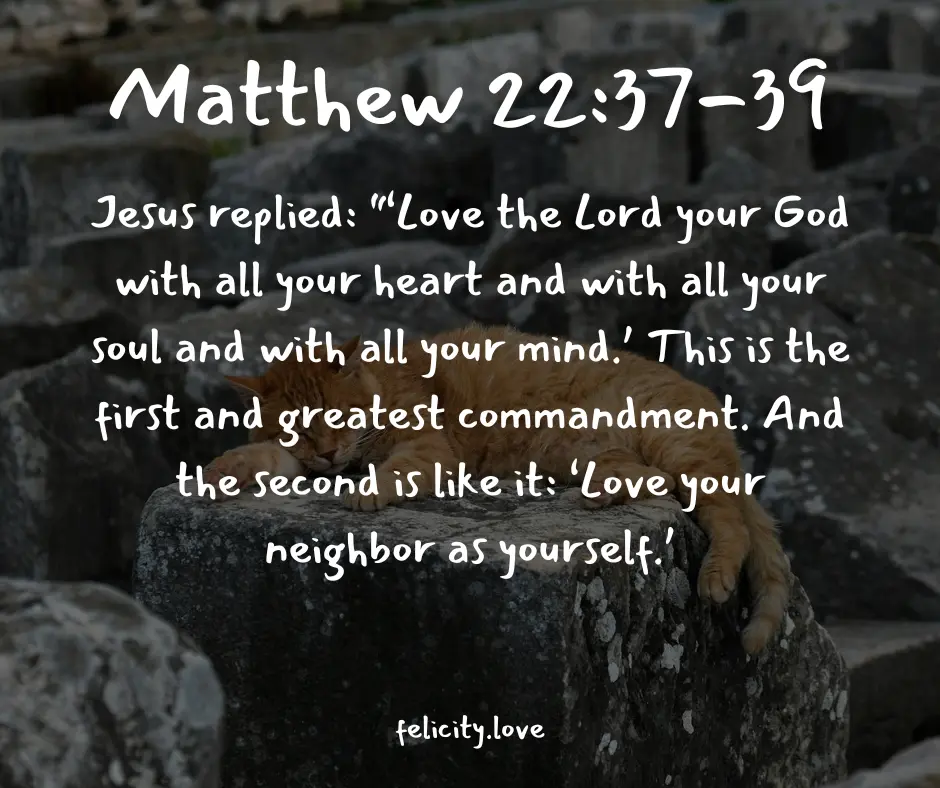 Matthew 22:37–39
Jesus replied: "‘Love the Lord your God
with all your heart and with all your
soul and with all your mind.’ This is the
first and greatest commandment. And
the second is like it: ‘Love your
neighbor as yourself.’
felicity.love